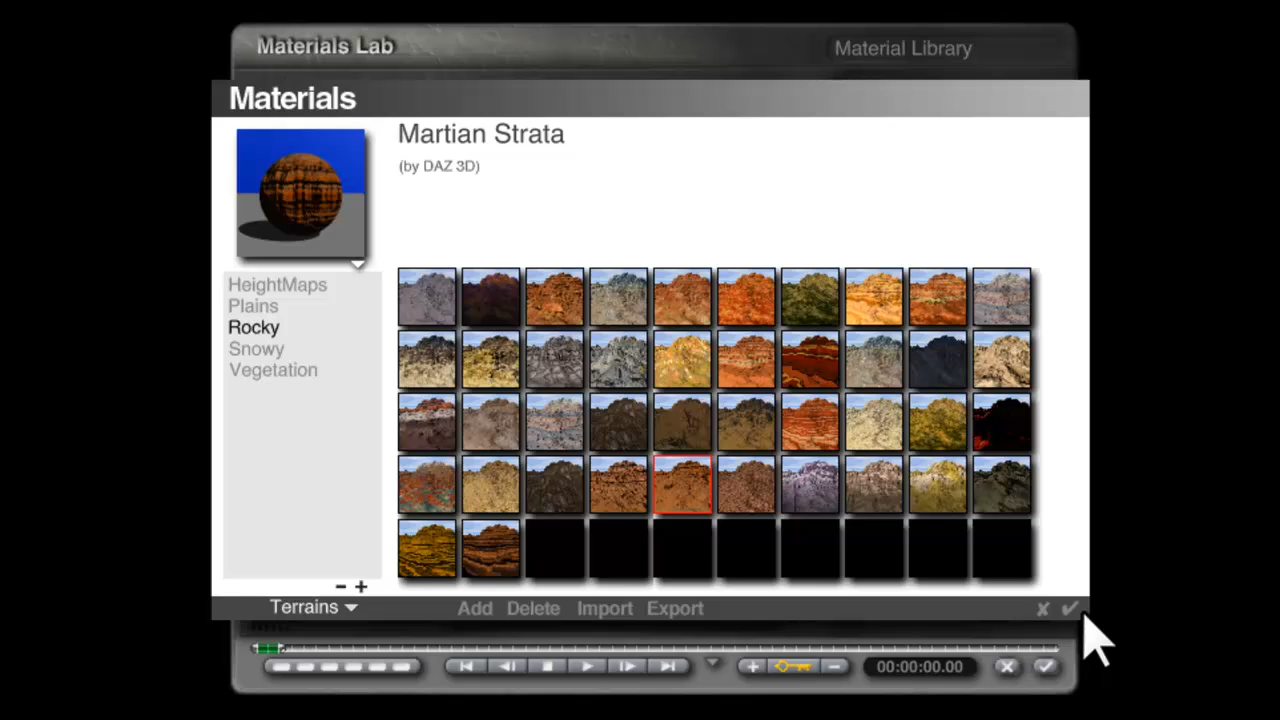 Materials Lab
Material Library
Materials
Martian Strata
(by DAZ 3D)
HeightMaps
Plains
Rocky
Snowy
Vegetation
Terrains
Add Delete Import Export
00:00:00.00